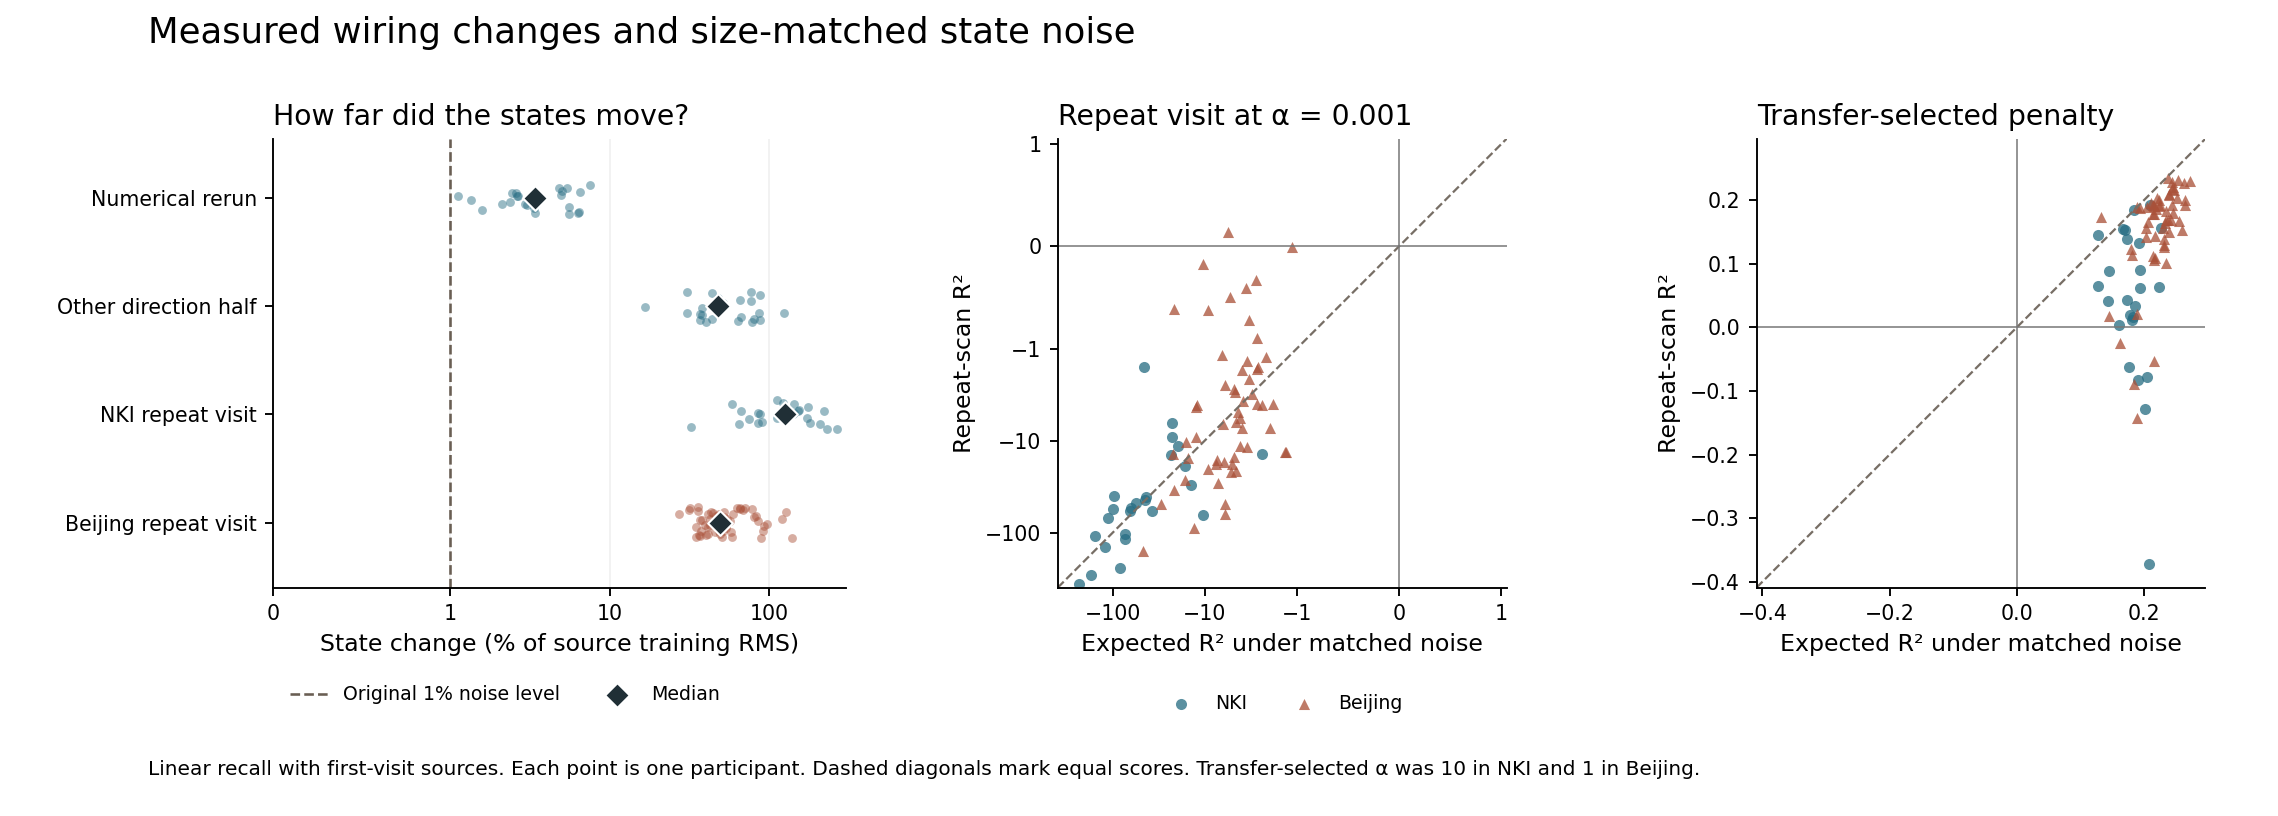 Measured wiring changes and size-matched state noise
How far did the states move?
Numerical rerun
Other direction half
NKI repeat visit
Beijing repeat visit
0 1 10 100
State change (% of source training RMS)
Original 1% noise level Median
Repeat visit at α = 0.001
Repeat-scan R²
1
0
−1
−10
−100
−100 −10 −1 0 1
Expected R² under matched noise
NKI Beijing
Transfer-selected penalty
Repeat-scan R²
0.2
0.1
0.0
−0.1
−0.2
−0.3
−0.4
−0.4 −0.2 0.0 0.2
Expected R² under matched noise
Linear recall with first-visit sources. Each point is one participant. Dashed diagonals mark equal scores. Transfer-selected α was 10 in NKI and 1 in Beijing.